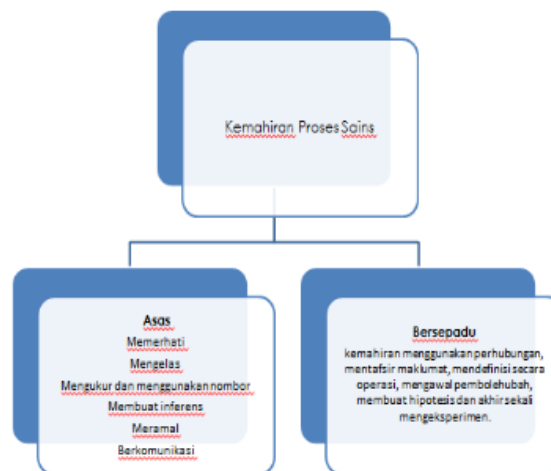 Kemahiran Proses Sains
Asas
Memerhati
Mengelas
Mengukur dan menggunakan nombor
Membuat inferens
Meramal
Berkomunikasi
Bersepadu
kemahiran menggunakan perhubungan,
mentafsir maklumat, mendefinisi secara
operasi, mengawal pembolehubah,
membuat hipotesis dan akhir sekali
mengeksperimen.